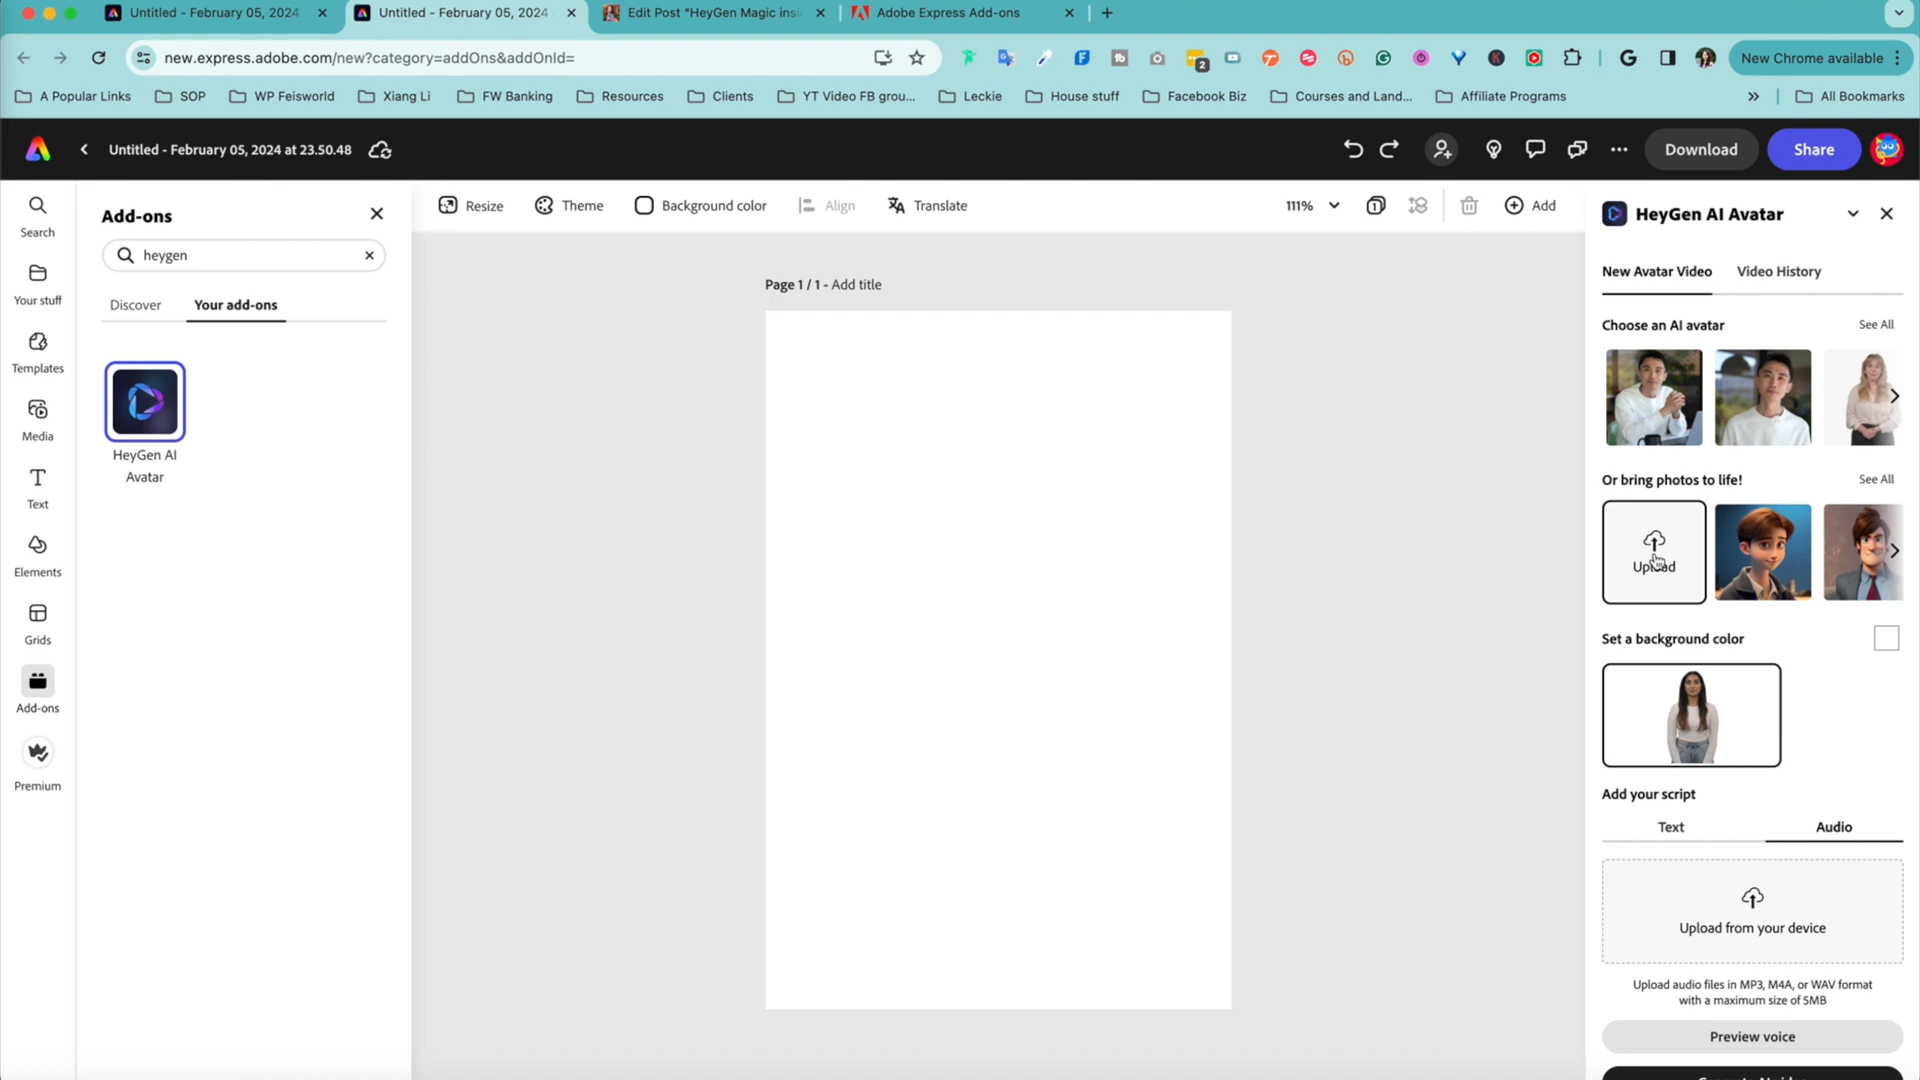 Untitled - February 05, 2024
Untitled - February 05, 2024
Edit Post "HeyGen Magic insi
Adobe Express Add-ons
new.express.adobe.com/new?category=addOns&addOnId=
2
New Chrome available
A Popular Links
SOP
WP Feisworld
Xiang Li
FW Banking
Resources
Clients
YT Video FB grou...
Leckie
House stuff
Facebook Biz
Courses and Land...
Affiliate Programs
All Bookmarks
Untitled - February 05, 2024 at 23.50.48
Download
Share
Search
Your stuff
Templates
Media
Text
Elements
Grids
Add-ons
Premium
Add-ons
heygen
Discover
Your add-ons
HeyGen AI
Avatar
Resize
Theme
Background color
Align
Translate
111%
1
Add
Page 1 / 1 - Add title
HeyGen AI Avatar
New Avatar Video
Video History
Choose an AI avatar
See All
Or bring photos to life!
See All
Upload
Set a background color
Add your script
Text
Audio
Upload from your device
Upload audio files in MP3, M4A, or WAV format
with a maximum size of 5MB
Preview voice